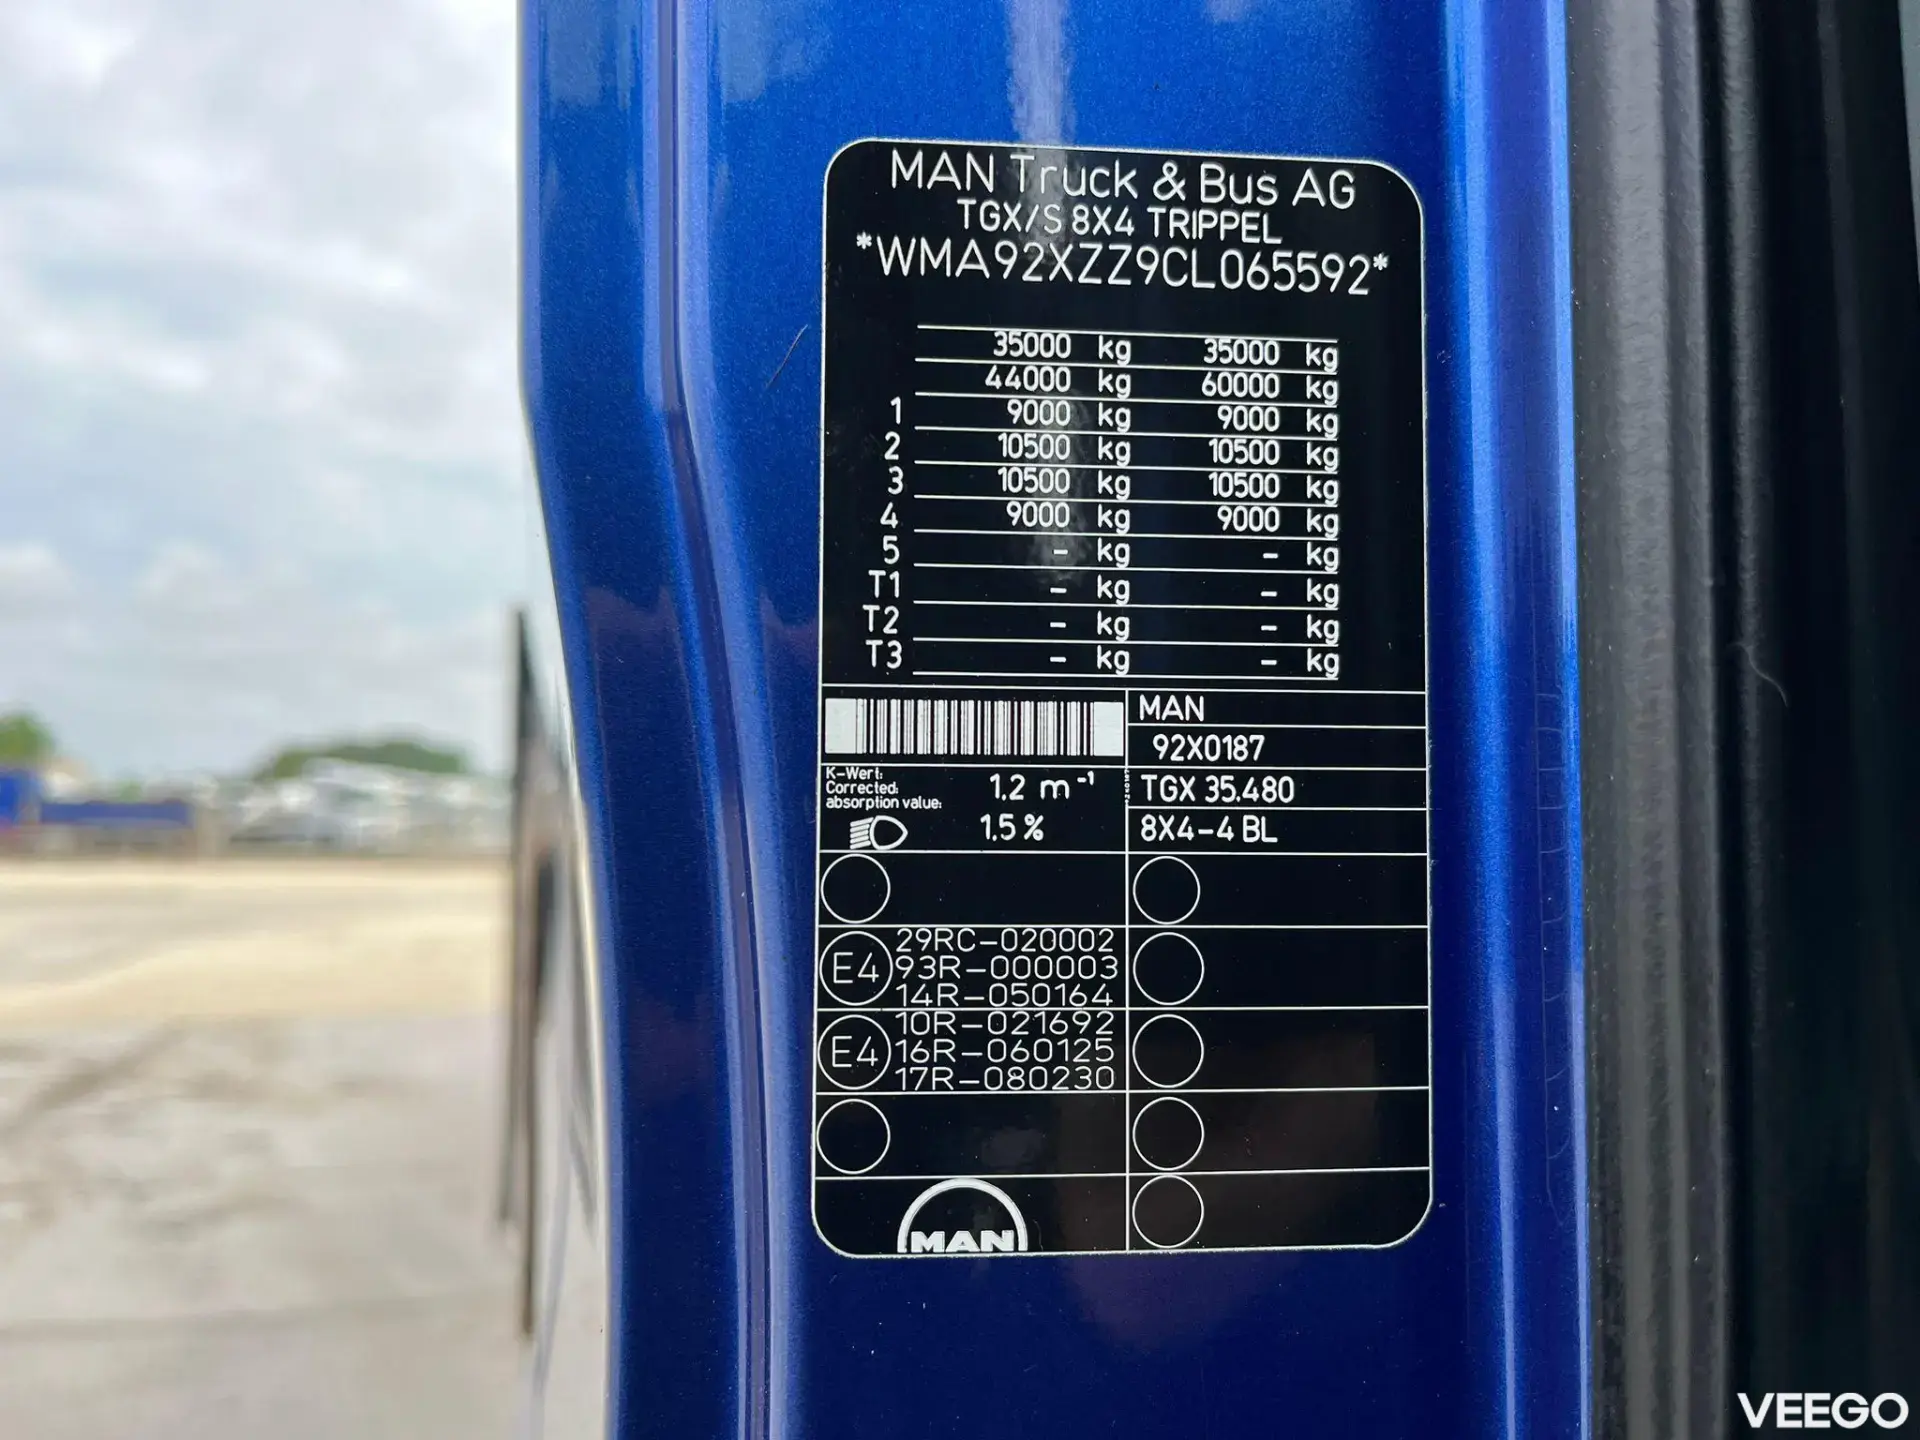 MAN Truck & Bus AG
TGX/S 8X4 TRIPPEL
*WMA92XZZ9CL065592*
35000 kg 35000 kg
44000 kg 60000 kg
1 9000 kg 9000 kg
2 10500 kg 10500 kg
3 10500 kg 10500 kg
4 9000 kg 9000 kg
5 - kg - kg
T1 - kg - kg
T2 - kg - kg
T3 - kg - kg
MAN
92X0187
K-Wert:
Corrected:
absorption value:
1.2 m⁻¹
TGX 35.480
1.5 %
8X4-4 BL
E4
29RC-020002
93R-000003
14R-050164
E4
10R-021692
16R-060125
17R-080230
MAN
VEEGO